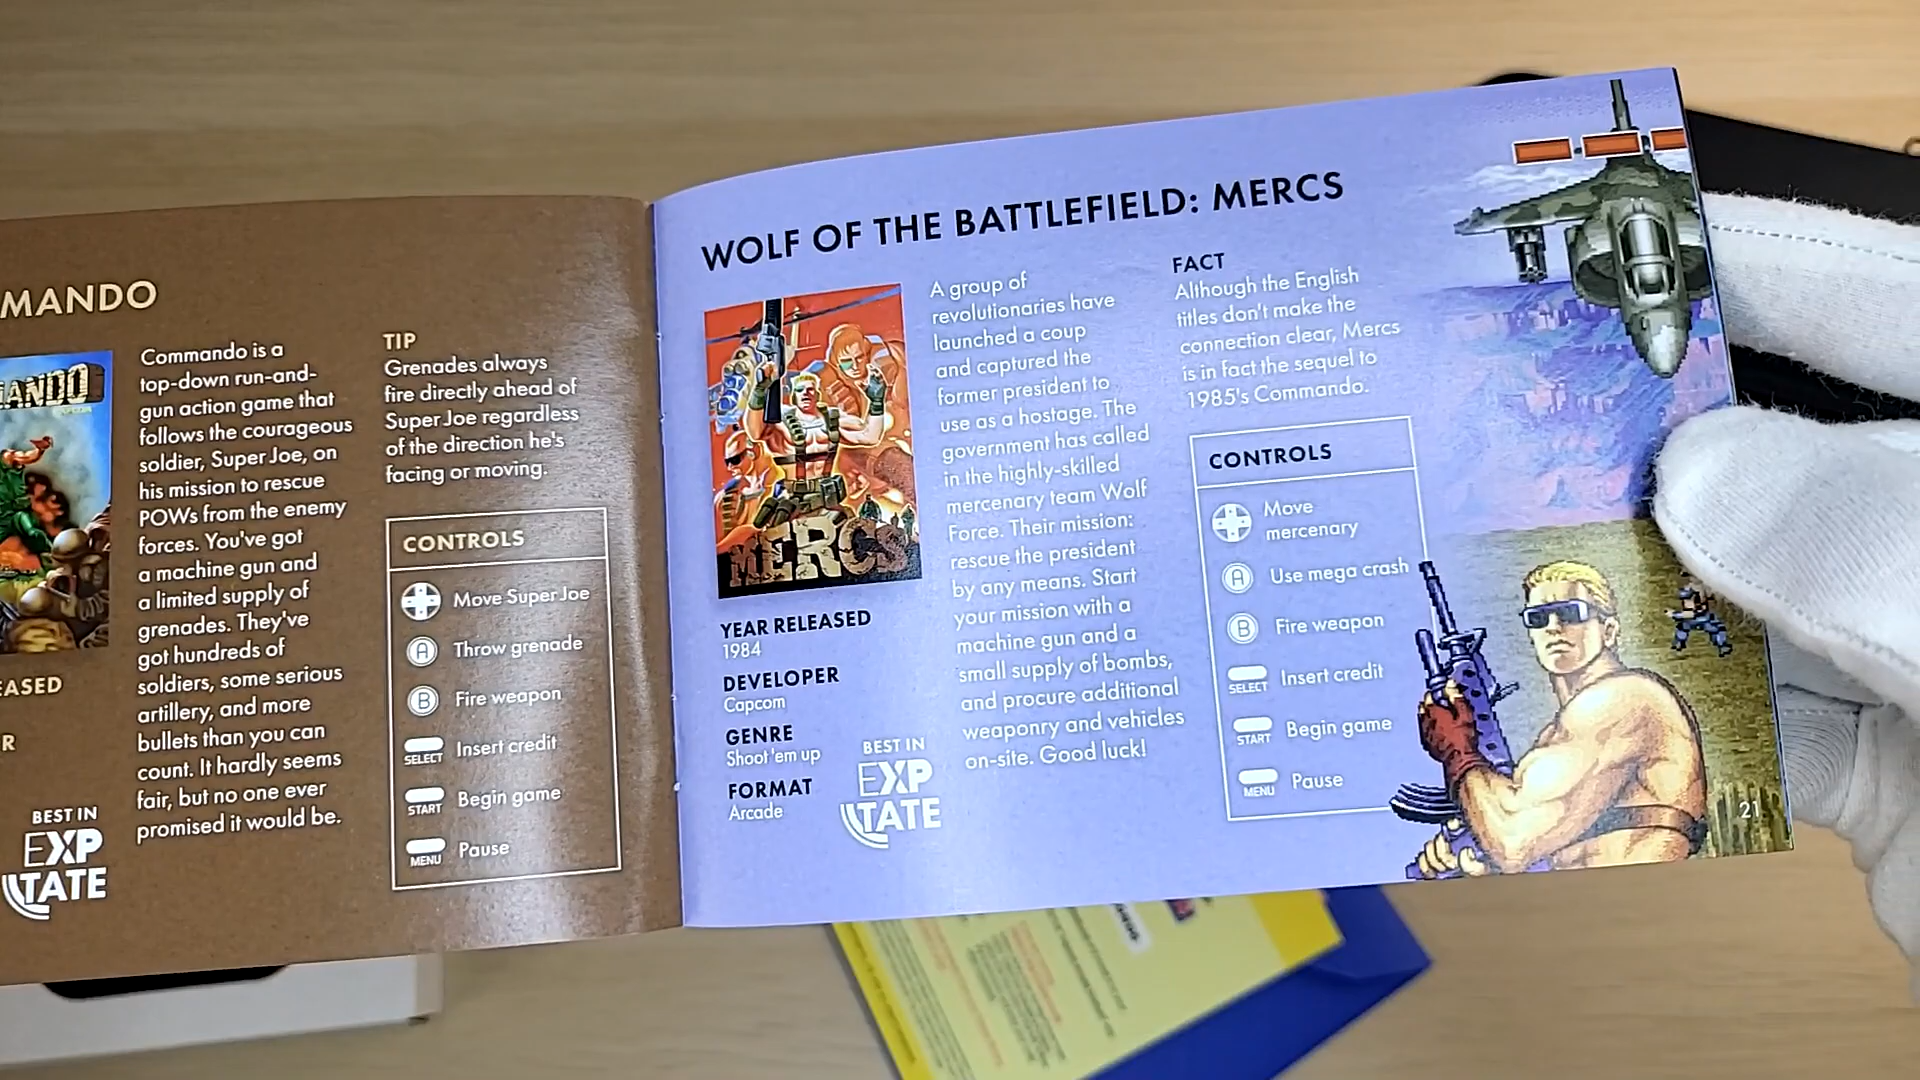 MANDO
ANDO
Commando is a
top-down run-and-
gun action game that
follows the courageous
soldier, Super Joe, on
his mission to rescue
POWs from the enemy
forces. You've got
a machine gun and
a limited supply of
grenades. They've
got hundreds of
soldiers, some serious
artillery, and more
bullets than you can
count. It hardly seems
fair, but no one ever
promised it would be.
EASED
R
BEST IN
EXP
TATE
TIP
Grenades always
fire directly ahead of
Super Joe regardless
of the direction he's
facing or moving.
CONTROLS
Move Super Joe
A Throw grenade
B Fire weapon
SELECT Insert credit
START Begin game
MENU Pause
WOLF OF THE BATTLEFIELD: MERCS
MERCS
YEAR RELEASED
1984
DEVELOPER
Capcom
GENRE
Shoot 'em up
FORMAT
Arcade
BEST IN
EXP
TATE
A group of
revolutionaries have
launched a coup
and captured the
former president to
use as a hostage. The
government has called
in the highly-skilled
mercenary team Wolf
Force. Their mission:
rescue the president
by any means. Start
your mission with a
machine gun and a
small supply of bombs,
and procure additional
weaponry and vehicles
on-site. Good luck!
FACT
Although the English
titles don't make the
connection clear, Mercs
is in fact the sequel to
1985's Commando.
CONTROLS
Move
mercenary
A Use mega crash
B Fire weapon
SELECT Insert credit
START Begin game
MENU Pause
21